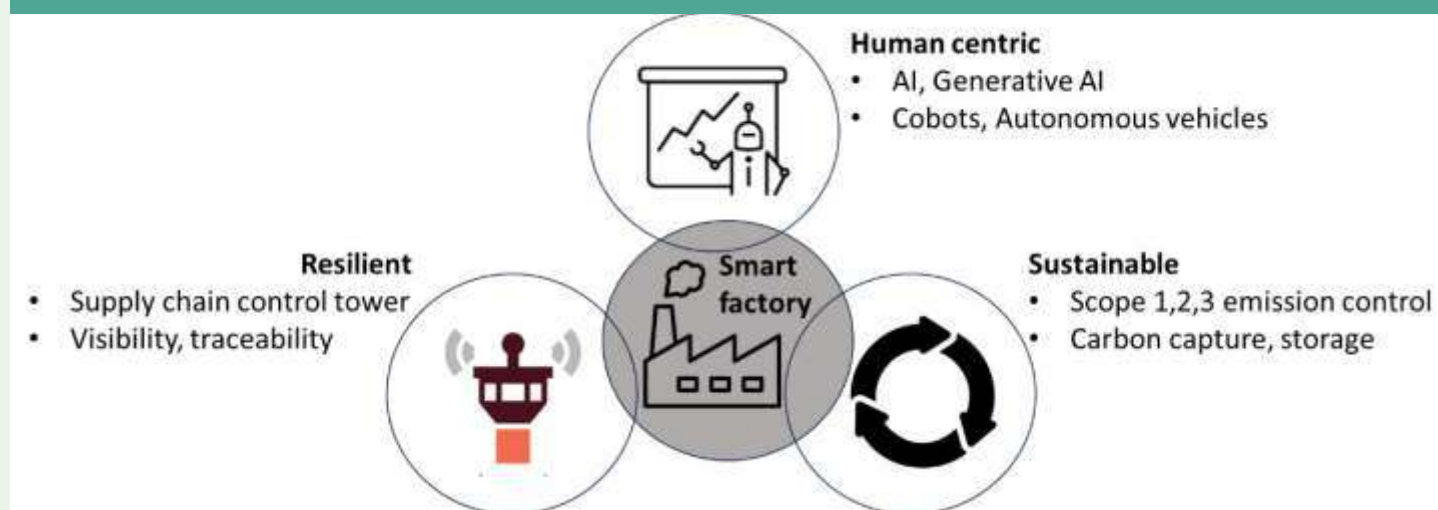 Human centric
• AI, Generative AI
• Cobots, Autonomous vehicles
Smart
factory
Resilient
• Supply chain control tower
• Visibility, traceability
Sustainable
• Scope 1,2,3 emission control
• Carbon capture, storage